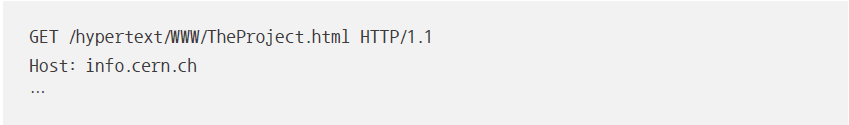 GET /hypertext/WWW/TheProject.html HTTP/1.1
Host: info.cern.ch
...